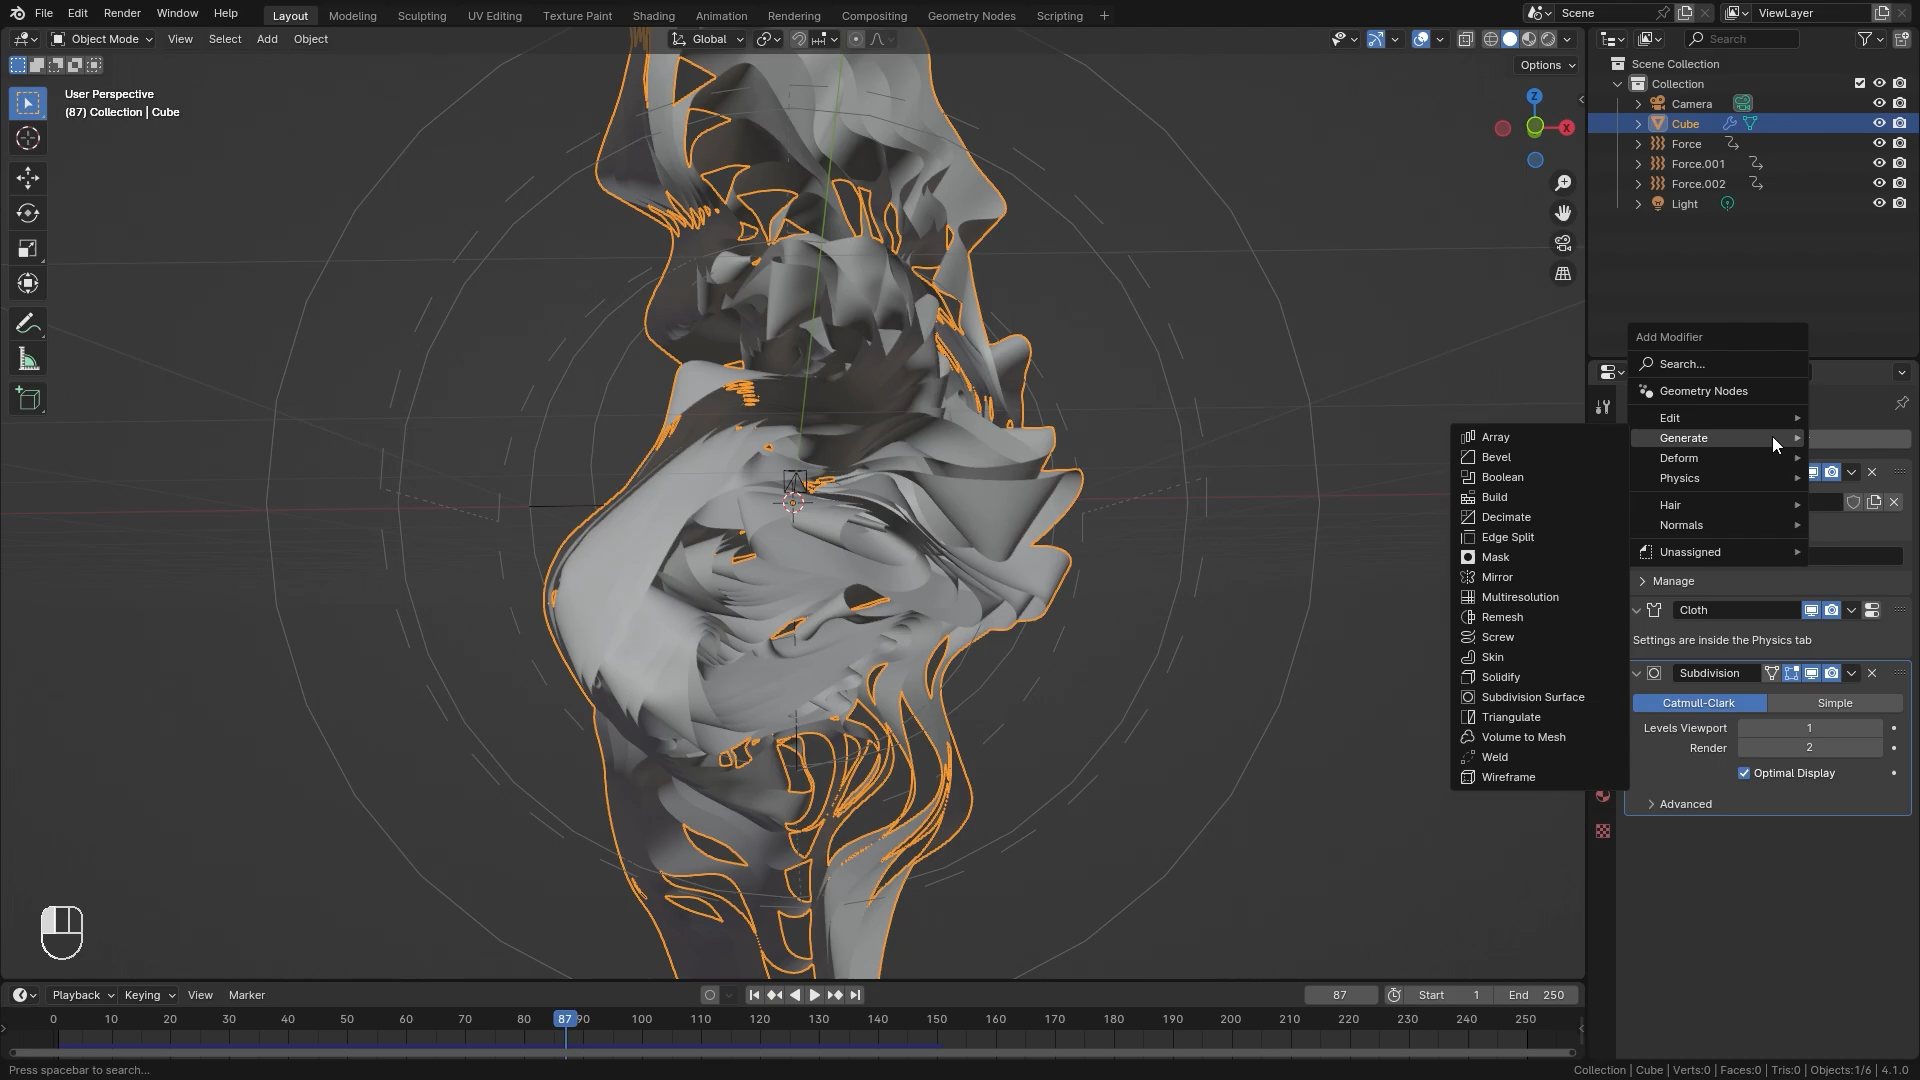 File Edit Render Window Help Layout Modeling Sculpting UV Editing Texture Paint Shading Animation Rendering Compositing Geometry Nodes Scripting + Scene ViewLayer
Object Mode View Select Add Object Global Search
Options
User Perspective
(87) Collection | Cube
Z
X
Scene Collection
Collection
Camera
Cube
Force
Force.001
Force.002
Light
Add Modifier
Search...
Geometry Nodes
Edit
Generate
Deform
Physics
Hair
Normals
Unassigned
Array
Bevel
Boolean
Build
Decimate
Edge Split
Mask
Mirror
Multiresolution
Remesh
Screw
Skin
Solidify
Subdivision Surface
Triangulate
Volume to Mesh
Weld
Wireframe
Manage
Cloth
Settings are inside the Physics tab
Subdivision
Catmull-Clark Simple
Levels Viewport 1
Render 2
Optimal Display
Advanced
Playback Keying View Marker 87 Start 1 End 250
0 10 20 30 40 50 60 70 80 87 90 100 110 120 130 140 150 160 170 180 190 200 210 220 230 240 250
Press spacebar to search... Collection | Cube | Verts:0 | Faces:0 | Tris:0 | Objects:1/6 | 4.1.0